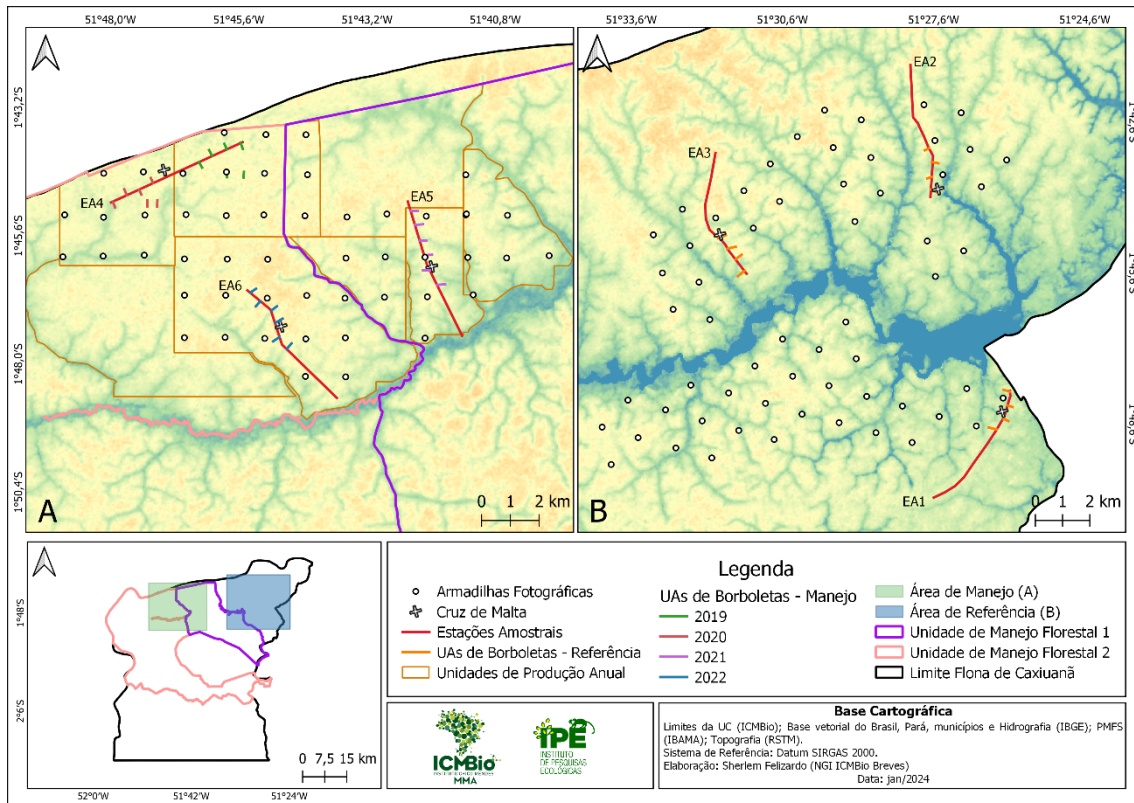 51°48,0'W 51°45,6'W 51°43,2'W 51°40,8'W
51°33,6'W 51°30,6'W 51°27,6'W 51°24,6'W
1°43,2'S
1°45,6'S
1°48,0'S
1°50,4'S
EA4
EA5
EA6
A
0 1 2 km
EA2
EA3
EA1
B
0 1 2 km
1°48'S
2°6'S
0 7,5 15 km
52°0'W 51°42'W 51°24'W
Legenda
Armadilhas Fotográficas
Cruz de Malta
Estações Amostrais
UAs de Borboletas - Referência
Unidades de Produção Anual
UAs de Borboletas - Manejo
2019
2020
2021
2022
Área de Manejo (A)
Área de Referência (B)
Unidade de Manejo Florestal 1
Unidade de Manejo Florestal 2
Limite Flona de Caxiuanã
ICMBio
MMA
IPÊ
INSTITUTO
DE PESQUISAS
ECOLÓGICAS
Base Cartográfica
Limites da UC (ICMBio); Base vetorial do Brasil, Pará, municípios e Hidrografia (IBGE); PMFS
(IBAMA); Topografia (RSTM).
Sistema de Referência: Datum SIRGAS 2000.
Elaboração: Sherlem Felizardo (NGI ICMBio Breves)
Data: jan/2024